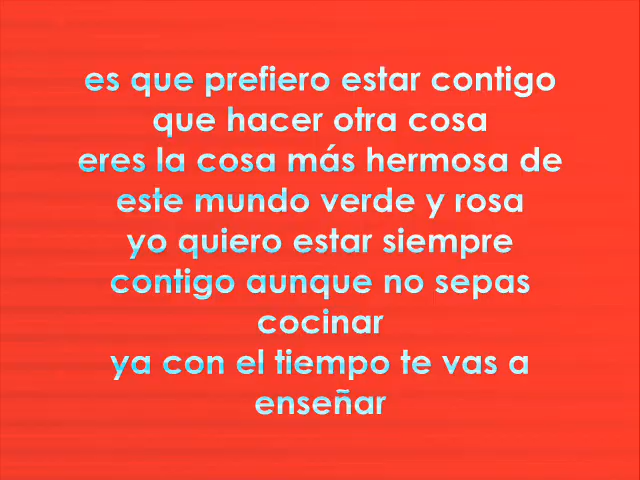 es que prefiero estar contigo
que hacer otra cosa
eres la cosa más hermosa de
este mundo verde y rosa
yo quiero estar siempre
contigo aunque no sepas
cocinar
ya con el tiempo te vas a
enseñar